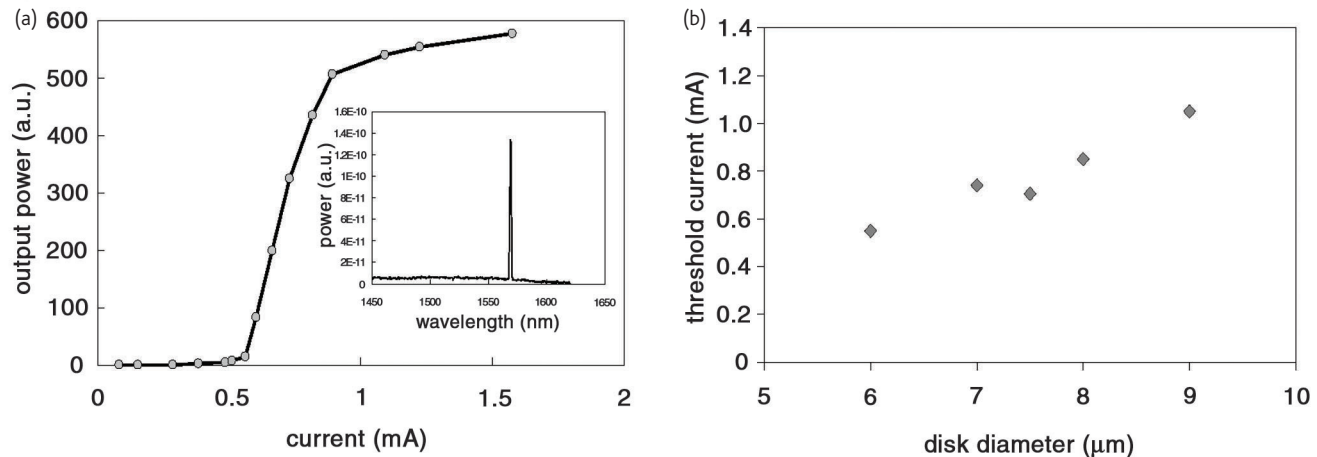 (a)
600
500
400
300
200
100
0
output power (a.u.)
0 0.5 1 1.5 2
current (mA)
1.6E-10
1.4E-10
1.2E-10
1E-10
8E-11
6E-11
4E-11
2E-11
0
power (a.u.)
1450 1500 1550 1600 1650
wavelength (nm)
(b)
1.4
1.2
1.0
0.8
0.6
0.4
0.2
0
threshold current (mA)
5 6 7 8 9 10
disk diameter (μm)